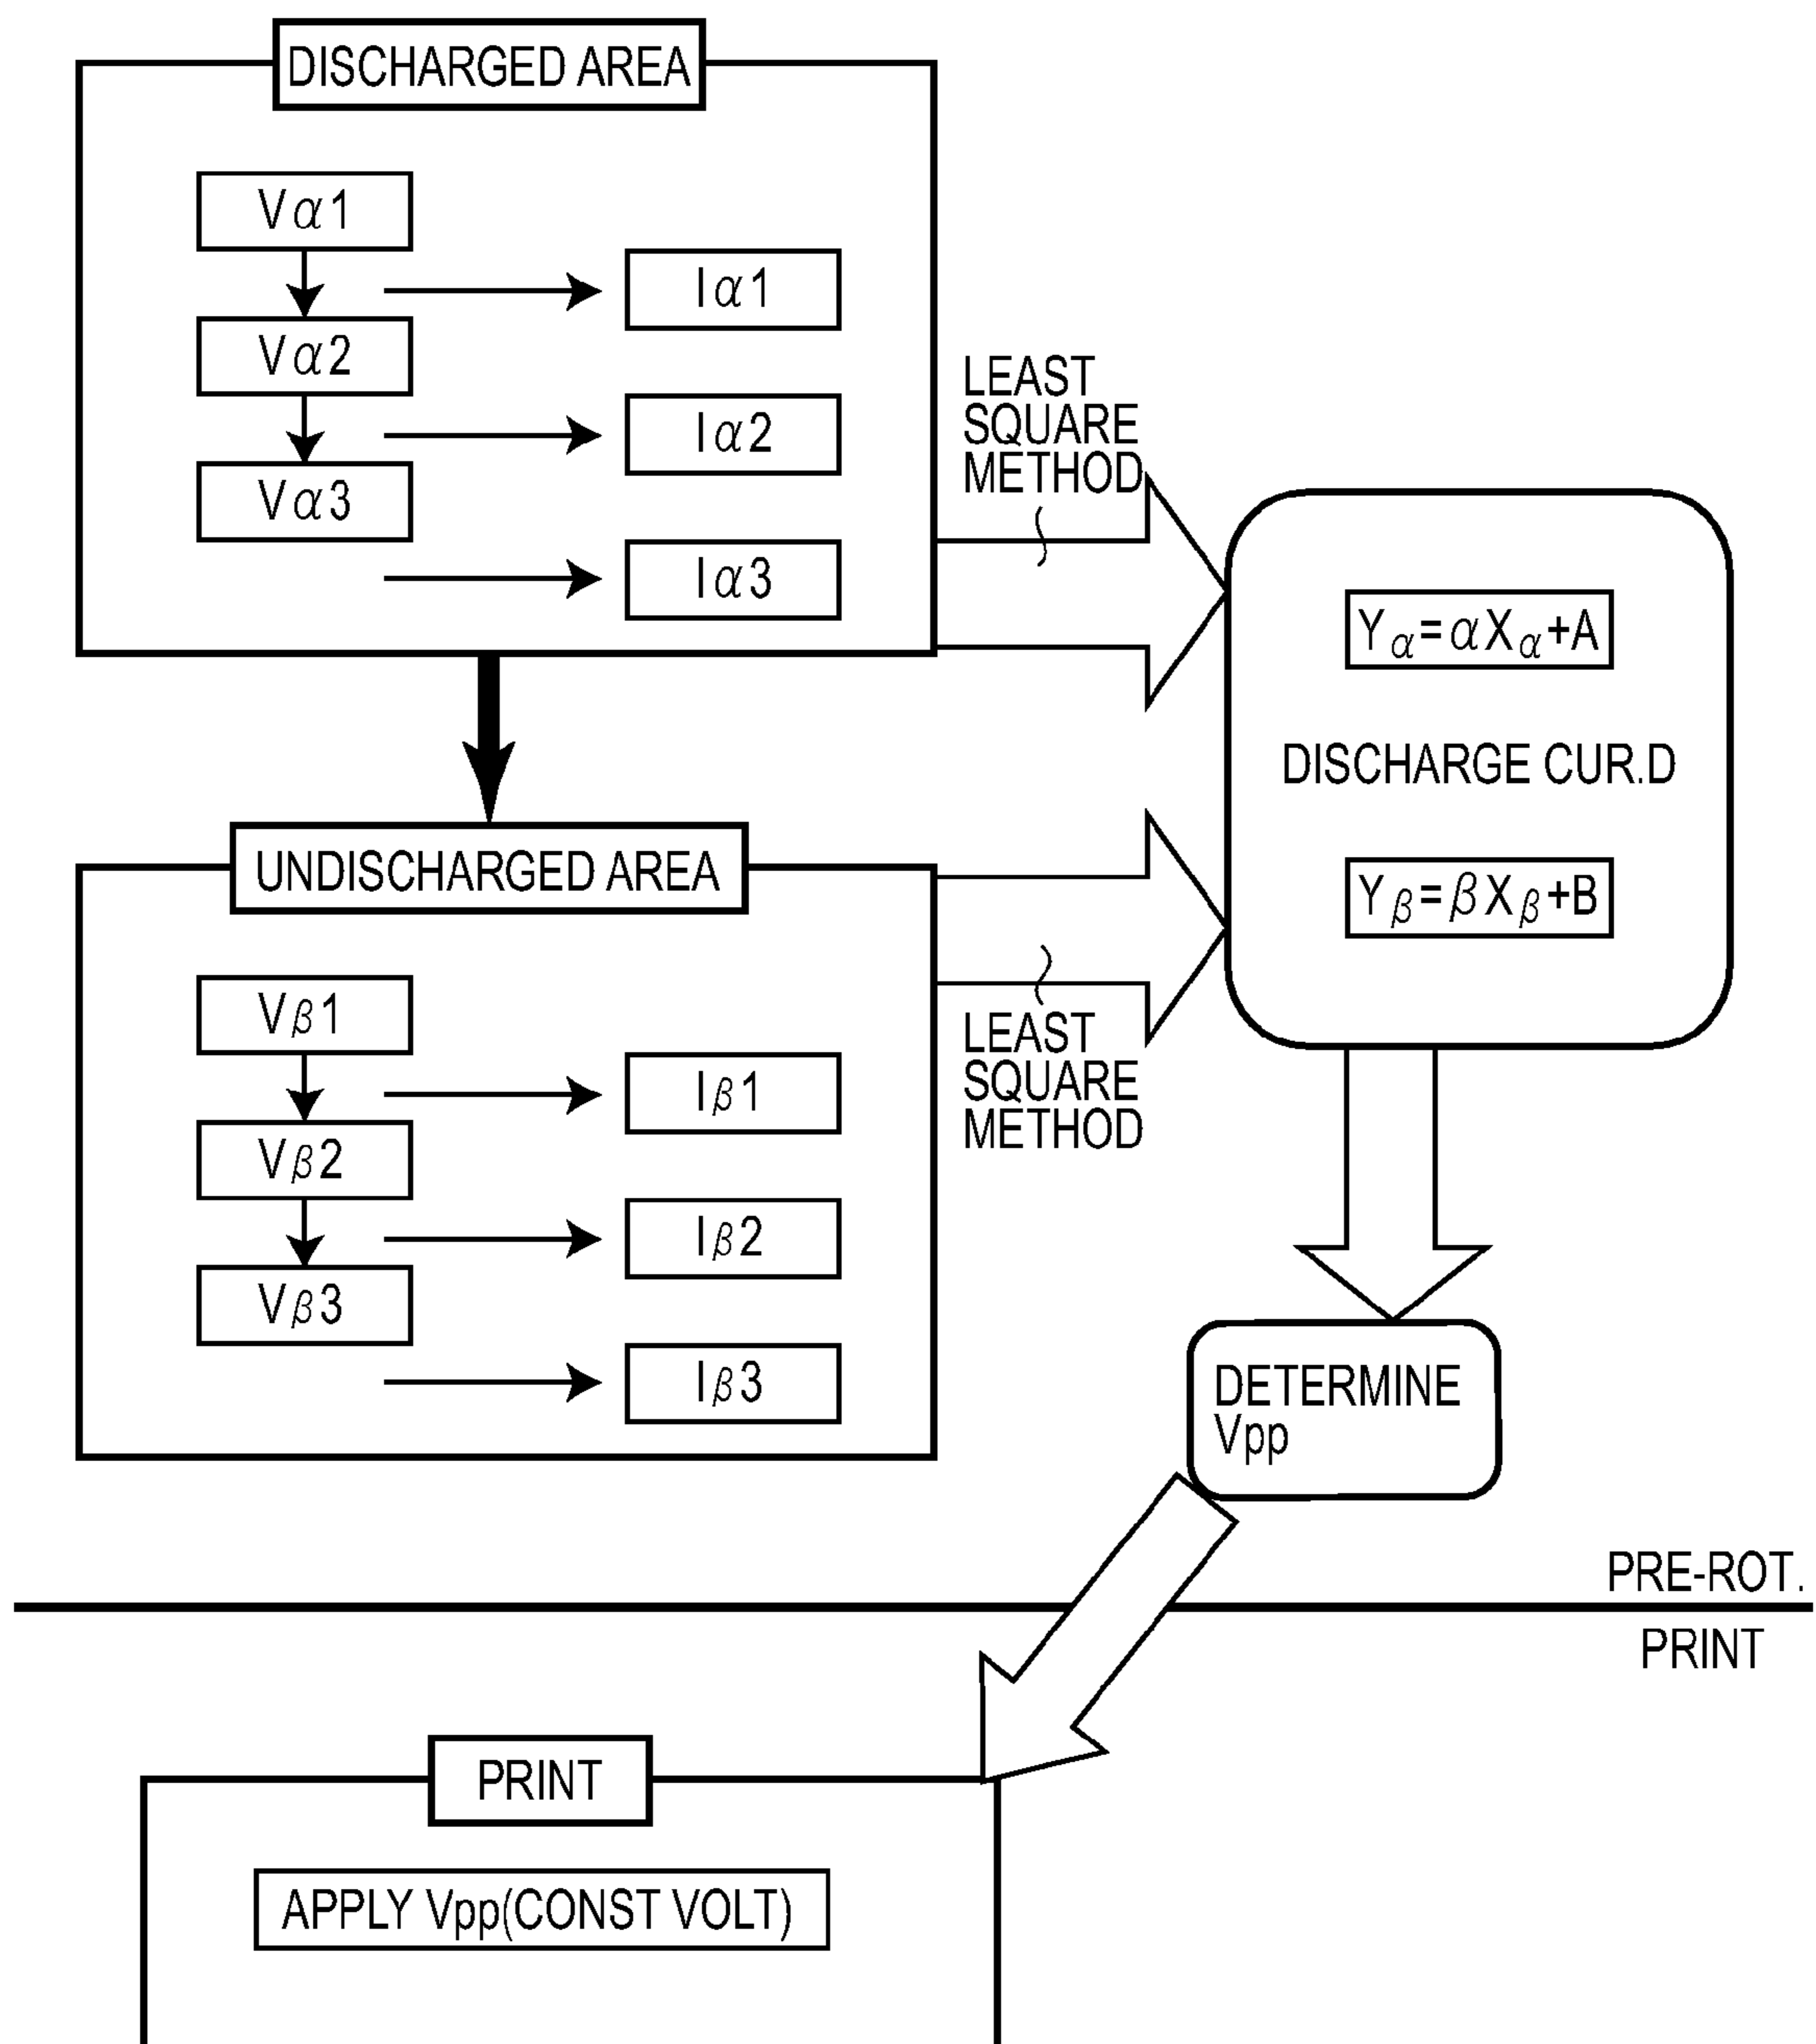 DISCHARGED AREA
Vα1
Iα1
Vα2
Iα2
Vα3
Iα3
LEAST
SQUARE
METHOD
Yα=αXα+A
DISCHARGE CUR.D
Yβ=βXβ+B
UNDISCHARGED AREA
Vβ1
Iβ1
Vβ2
Iβ2
Vβ3
Iβ3
LEAST
SQUARE
METHOD
DETERMINE
Vpp
PRE-ROT.
PRINT
PRINT
APPLY Vpp(CONST VOLT)